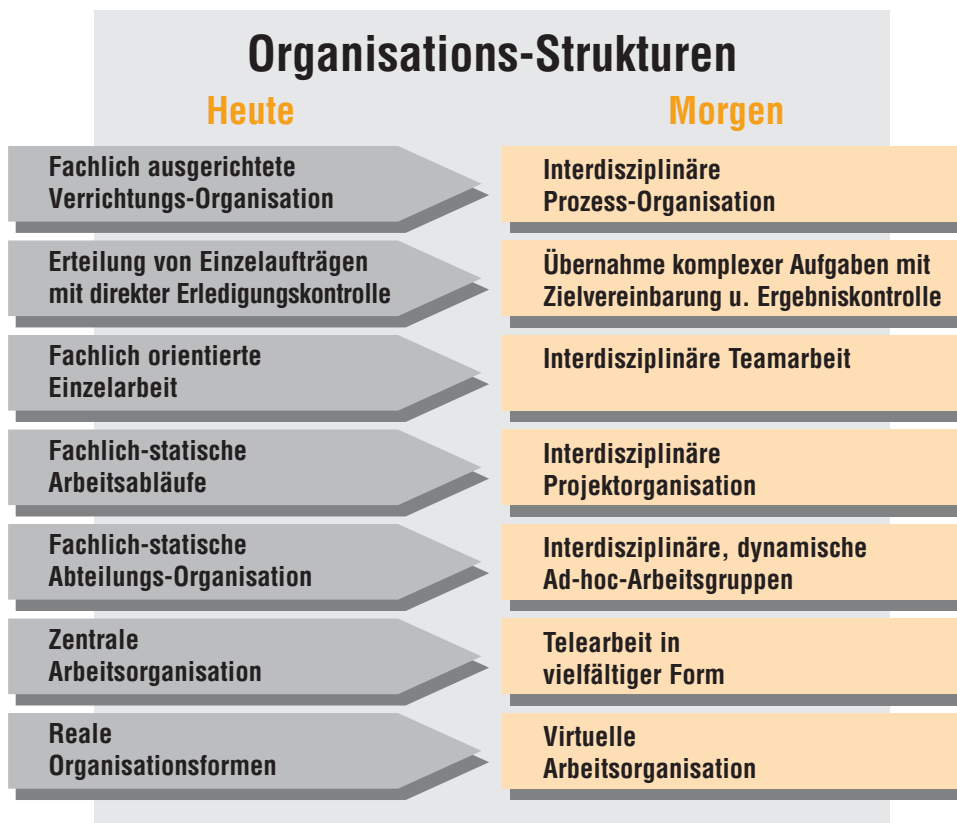 Organisations-Strukturen
Heute
Morgen
Fachlich ausgerichtete
Verrichtungs-Organisation
Interdisziplinäre
Prozess-Organisation
Erteilung von Einzelaufträgen
mit direkter Erledigungskontrolle
Übernahme komplexer Aufgaben mit
Zielvereinbarung u. Ergebniskontrolle
Fachlich orientierte
Einzelarbeit
Interdisziplinäre Teamarbeit
Fachlich-statische
Arbeitsabläufe
Interdisziplinäre
Projektorganisation
Fachlich-statische
Abteilungs-Organisation
Interdisziplinäre, dynamische
Ad-hoc-Arbeitsgruppen
Zentrale
Arbeitsorganisation
Telearbeit in
vielfältiger Form
Reale
Organisationsformen
Virtuelle
Arbeitsorganisation